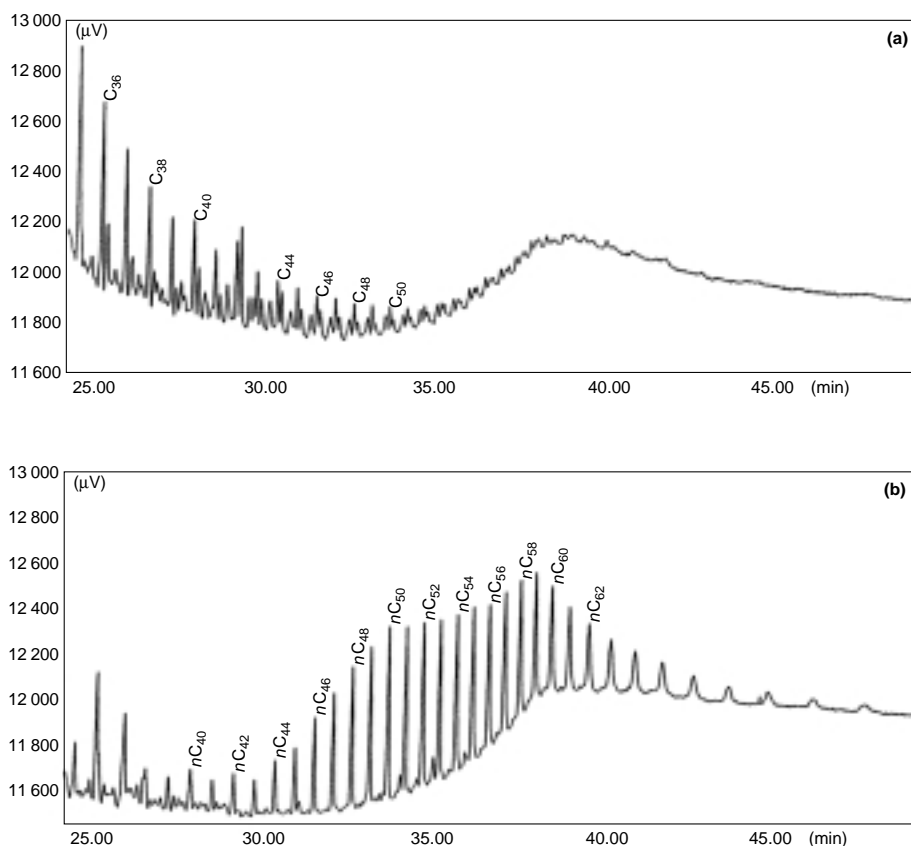 13 000
(μV)
(a)
12 800
C36
12 600
12 400
C38
12 200
C40
12 000
C44
C46
C48
C50
11 800
11 600
25.00 30.00 35.00 40.00 45.00 (min)
13 000
(μV)
(b)
12 800
12 600
nC58
nC60
nC56
nC54
nC52
nC50
12 400
nC62
nC48
12 200
nC46
12 000
nC44
nC42
nC40
11 800
11 600
25.00 30.00 35.00 40.00 45.00 (min)